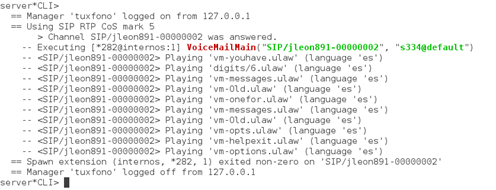 server*CLI>
== Manager 'tuxfono' logged on from 127.0.0.1
== Using SIP RTP CoS mark 5
> Channel SIP/jleon891-00000002 was answered.
-- Executing [*282@internos:1] VoiceMailMain("SIP/jleon891-00000002", "s334@default")
-- <SIP/jleon891-00000002> Playing 'vm-youhave.ulaw' (language 'es')
-- <SIP/jleon891-00000002> Playing 'digits/6.ulaw' (language 'es')
-- <SIP/jleon891-00000002> Playing 'vm-messages.ulaw' (language 'es')
-- <SIP/jleon891-00000002> Playing 'vm-Old.ulaw' (language 'es')
-- <SIP/jleon891-00000002> Playing 'vm-onefor.ulaw' (language 'es')
-- <SIP/jleon891-00000002> Playing 'vm-messages.ulaw' (language 'es')
-- <SIP/jleon891-00000002> Playing 'vm-Old.ulaw' (language 'es')
-- <SIP/jleon891-00000002> Playing 'vm-opts.ulaw' (language 'es')
-- <SIP/jleon891-00000002> Playing 'vm-helpexit.ulaw' (language 'es')
-- <SIP/jleon891-00000002> Playing 'vm-options.ulaw' (language 'es')
== Spawn extension (internos, *282, 1) exited non-zero on 'SIP/jleon891-00000002'
== Manager 'tuxfono' logged off from 127.0.0.1
server*CLI>